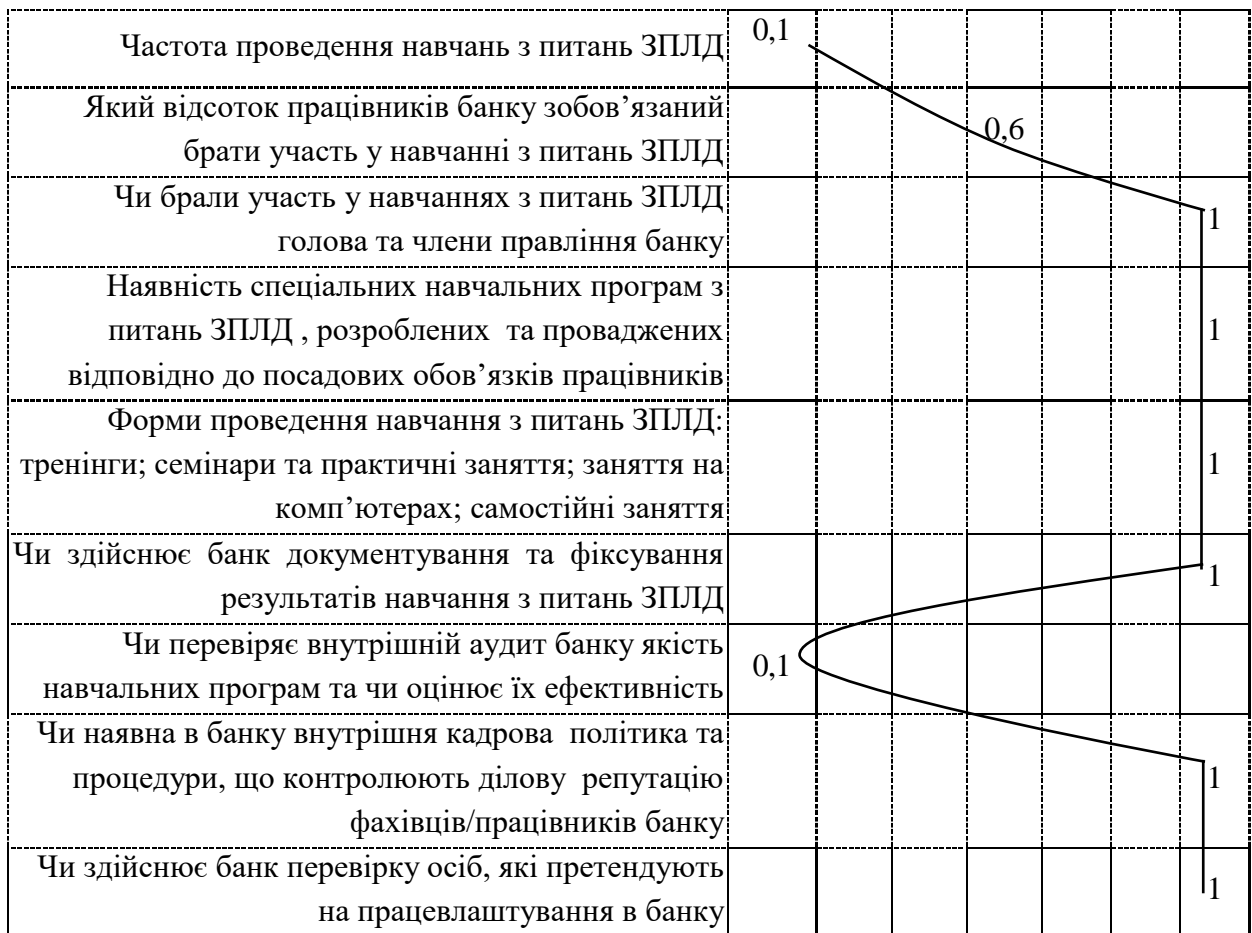 Частота проведення навчань з питань ЗПЛД
0,1
Який відсоток працівників банку зобов’язаний
брати участь у навчанні з питань ЗПЛД
0,6
Чи брали участь у навчаннях з питань ЗПЛД
голова та члени правління банку
1
Наявність спеціальних навчальних програм з
питань ЗПЛД , розроблених та проваджених
відповідно до посадових обов’язків працівників
1
Форми проведення навчання з питань ЗПЛД:
тренінги; семінари та практичні заняття; заняття на
комп’ютерах; самостійні заняття
1
Чи здійснює банк документування та фіксування
результатів навчання з питань ЗПЛД
1
Чи перевіряє внутрішній аудит банку якість
навчальних програм та чи оцінює їх ефективність
0,1
Чи наявна в банку внутрішня кадрова політика та
процедури, що контролюють ділову репутацію
фахівців/працівників банку
1
Чи здійснює банк перевірку осіб, які претендують
на працевлаштування в банку
1